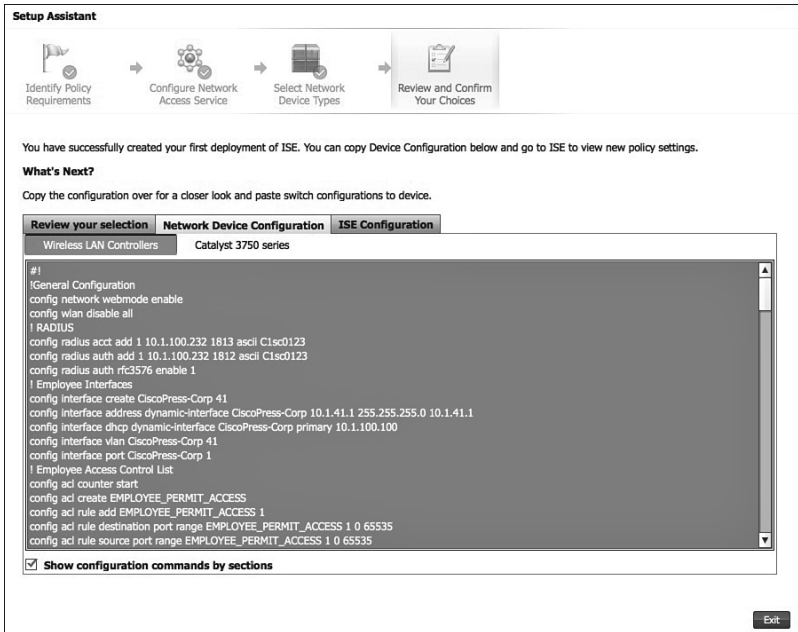 Setup Assistant
Identify Policy
Requirements
Configure Network
Access Service
Select Network
Device Types
Review and Confirm
Your Choices
You have successfully created your first deployment of ISE. You can copy Device Configuration below and go to ISE to view new policy settings.
What's Next?
Copy the configuration over for a closer look and paste switch configurations to device.
Review your selection Network Device Configuration ISE Configuration
Wireless LAN Controllers Catalyst 3750 series
#!
!General Configuration
config network webmode enable
config wlan disable all
! RADIUS
config radius acct add 1 10.1.100.232 1813 ascii C1sc0123
config radius auth add 1 10.1.100.232 1812 ascii C1sc0123
config radius auth rfc3576 enable 1
! Employee Interfaces
config interface create CiscoPress-Corp 41
config interface address dynamic-interface CiscoPress-Corp 10.1.41.1 255.255.255.0 10.1.41.1
config interface dhcp dynamic-interface CiscoPress-Corp primary 10.1.100.100
config interface vlan CiscoPress-Corp 41
config interface port CiscoPress-Corp 1
! Employee Access Control List
config acl counter start
config acl create EMPLOYEE_PERMIT_ACCESS
config acl rule add EMPLOYEE_PERMIT_ACCESS 1
config acl rule destination port range EMPLOYEE_PERMIT_ACCESS 1 0 65535
config acl rule source port range EMPLOYEE_PERMIT_ACCESS 1 0 65535
Show configuration commands by sections
Exit